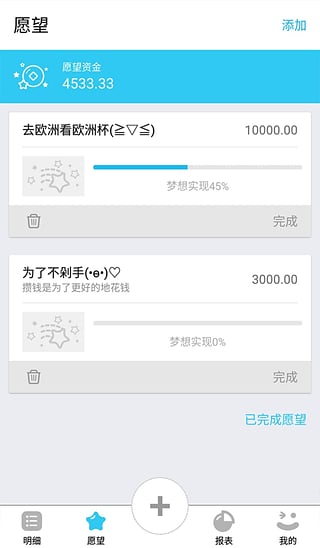 愿望
添加
愿望资金
4533.33
去欧洲看欧洲杯(≧▽≦)
10000.00
梦想实现45%
完成
为了不剁手(•ө•)♡
3000.00
攒钱是为了更好的地花钱
梦想实现0%
完成
已完成愿望
明细
愿望
报表
我的